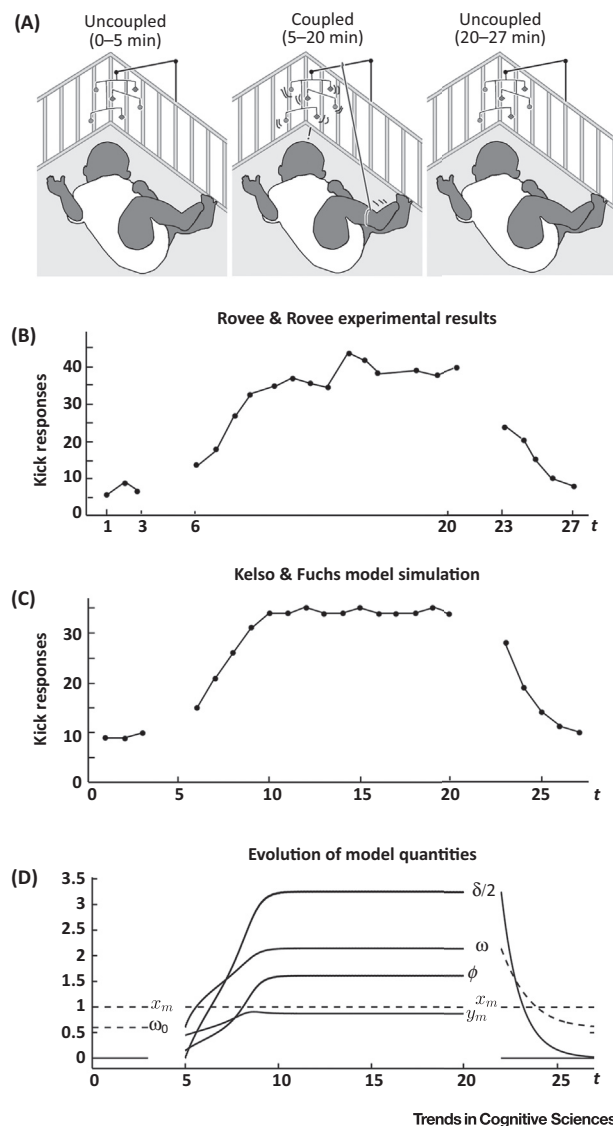 (A)
Uncoupled
(0–5 min)
Coupled
(5–20 min)
Uncoupled
(20–27 min)
Rovee & Rovee experimental results
(B)
Kick responses
40
30
20
10
0
1 3 6 20 23 27 t
Kelso & Fuchs model simulation
(C)
Kick responses
30
20
10
0
0 5 10 15 20 25 t
Evolution of model quantities
(D)
3.5
3
2.5
2
1.5
1
0.5
0
δ/2
ω
ϕ
x_m
x_m
y_m
ω₀
0 5 10 15 20 25 t
Trends in Cognitive Sciences